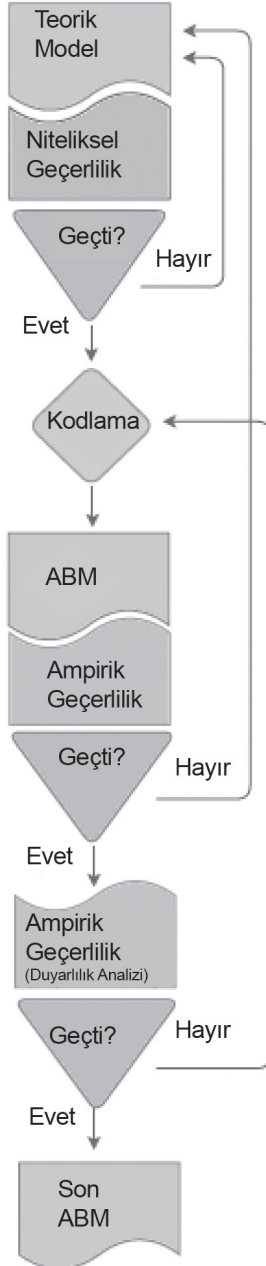 Teorik
Model
Niteliksel
Geçerlilik
Geçti?
Hayır
Evet
Kodlama
ABM
Ampirik
Geçerlilik
Geçti?
Hayır
Evet
Ampirik
Geçerlilik
(Duyarlılık Analizi)
Geçti?
Hayır
Evet
Son
ABM